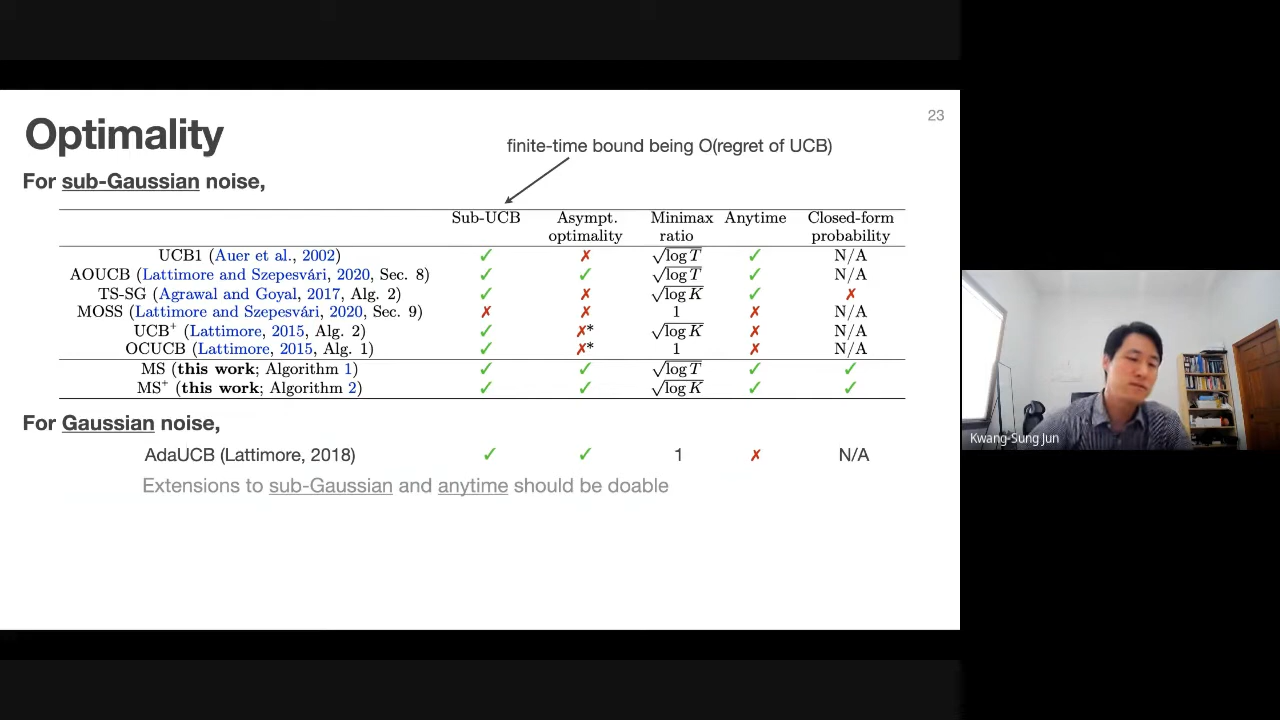 23
Optimality
finite-time bound being O(regret of UCB)
For sub-Gaussian noise,
Sub-UCB Asympt. optimality Minimax ratio Anytime Closed-form probability
UCB1 (Auer et al., 2002) ✓ ✗ √log T ✓ N/A
AOUCB (Lattimore and Szepesvári, 2020, Sec. 8) ✓ ✓ √log T ✓ N/A
TS-SG (Agrawal and Goyal, 2017, Alg. 2) ✓ ✗ √log K ✓ ✗
MOSS (Lattimore and Szepesvári, 2020, Sec. 9) ✗ ✗ 1 ✗ N/A
UCB⁺ (Lattimore, 2015, Alg. 2) ✓ ✗* √log K ✗ N/A
OCUCB (Lattimore, 2015, Alg. 1) ✓ ✗* 1 ✗ N/A
MS (this work; Algorithm 1) ✓ ✓ √log T ✓ ✓
MS⁺ (this work; Algorithm 2) ✓ ✓ √log K ✓ ✓
For Gaussian noise,
AdaUCB (Lattimore, 2018) ✓ ✓ 1 ✗ N/A
Extensions to sub-Gaussian and anytime should be doable
Kwang-Sung Jun